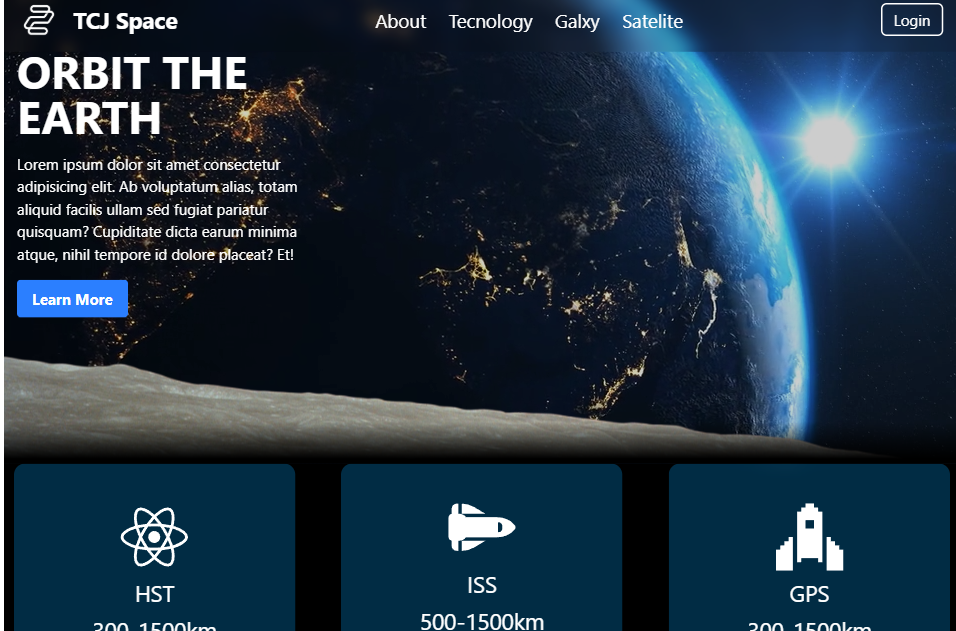 TCJ Space
About Tecnology Galxy Satelite
Login
ORBIT THE
EARTH
Lorem ipsum dolor sit amet consectetur
adipisicing elit. Ab voluptatum alias, totam
aliquid facilis ullam sed fugiat pariatur
quisquam? Cupiditate dicta earum minima
atque, nihil tempore id dolore placeat? Et!
Learn More
HST
300-1500km
ISS
500-1500km
GPS
300-1500km